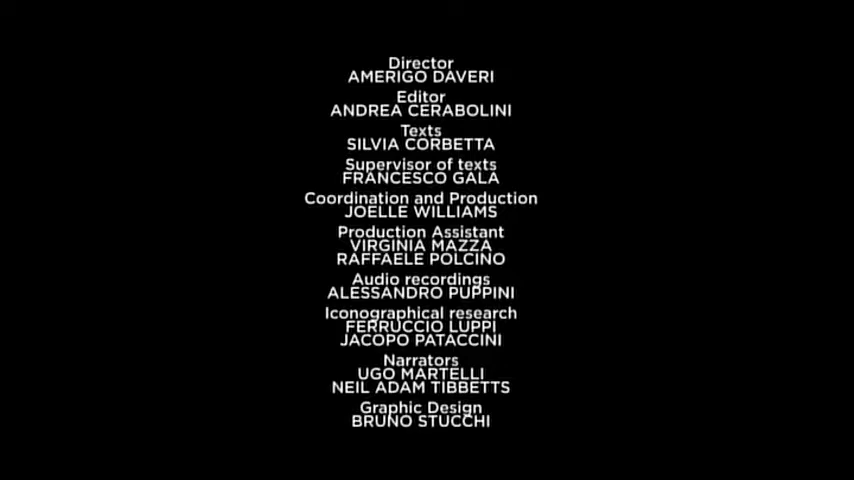 Director
AMERIGO DAVERI
Editor
ANDREA CERABOLINI
Texts
SILVIA CORBETTA
Supervisor of texts
FRANCESCO GALA
Coordination and Production
JOELLE WILLIAMS
Production Assistant
VIRGINIA MAZZA
RAFFAELE POLCINO
Audio recordings
ALESSANDRO PUPPINI
Iconographical research
FERRUCCIO LUPPI
JACOPO PATACCINI
Narrators
UGO MARTELLI
NEIL ADAM TIBBETTS
Graphic Design
BRUNO STUCCHI